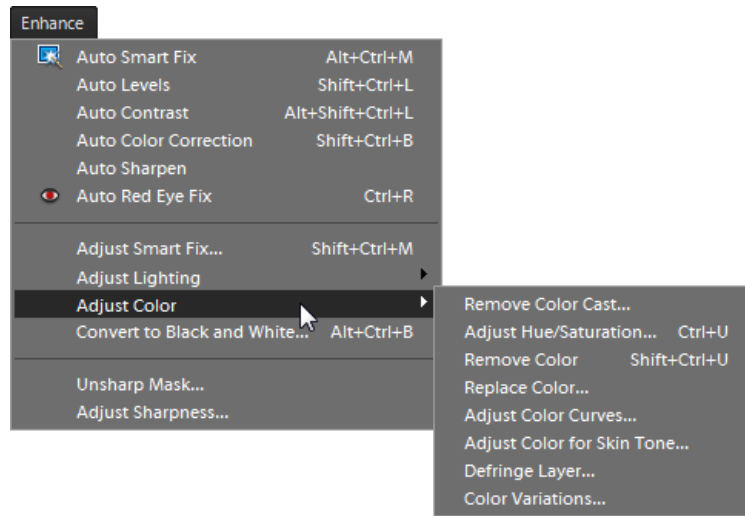 Enhance
Auto Smart Fix Alt+Ctrl+M
Auto Levels Shift+Ctrl+L
Auto Contrast Alt+Shift+Ctrl+L
Auto Color Correction Shift+Ctrl+B
Auto Sharpen
Auto Red Eye Fix Ctrl+R
Adjust Smart Fix... Shift+Ctrl+M
Adjust Lighting
Adjust Color
Convert to Black and White... Alt+Ctrl+B
Unsharp Mask...
Adjust Sharpness...
Remove Color Cast...
Adjust Hue/Saturation... Ctrl+U
Remove Color Shift+Ctrl+U
Replace Color...
Adjust Color Curves...
Adjust Color for Skin Tone...
Defringe Layer...
Color Variations...